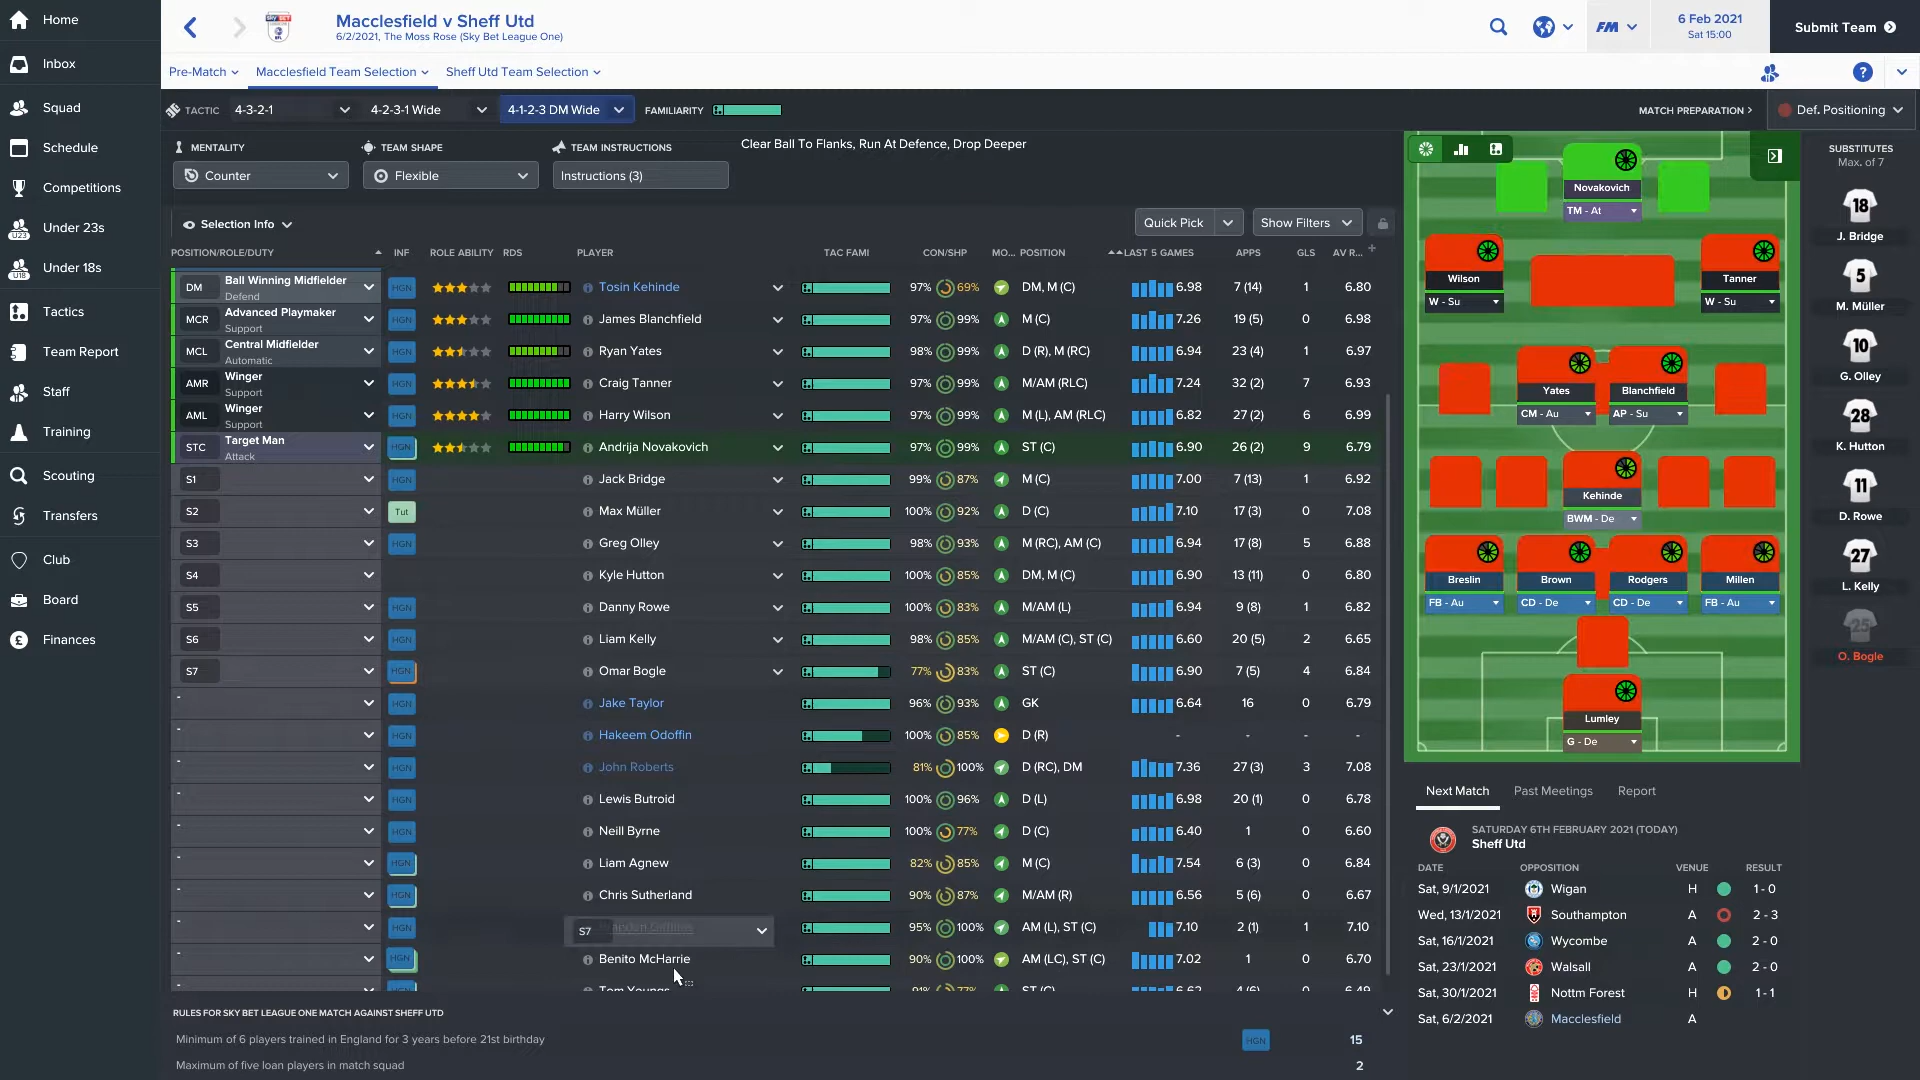 Home
Inbox
Squad
Schedule
Competitions
Under 23s
Under 18s
Tactics
Team Report
Staff
Training
Scouting
Transfers
Club
Board
Finances
Macclesfield v Sheff Utd
6/2/2021, The Moss Rose (Sky Bet League One)
FM
6 Feb 2021
Sat 15:00
Submit Team
Pre-Match
Macclesfield Team Selection
Sheff Utd Team Selection
TACTIC 4-3-2-1 4-2-3-1 Wide 4-1-2-3 DM Wide FAMILIARITY
MATCH PREPARATION >
Def. Positioning
MENTALITY
Counter
TEAM SHAPE
Flexible
TEAM INSTRUCTIONS
Instructions (3)
Clear Ball To Flanks, Run At Defence, Drop Deeper
Selection Info
Quick Pick
Show Filters
POSITION/ROLE/DUTY INF ROLE ABILITY RDS PLAYER TAC FAMI CON/SHP MO... POSITION LAST 5 GAMES APPS GLS AV R...
DM Ball Winning Midfielder Defend HGN Tosin Kehinde 97% 69% DM, M (C) 6.98 7 (14) 1 6.80
MCR Advanced Playmaker Support HGN James Blanchfield 97% 99% M (C) 7.26 19 (5) 0 6.98
MCL Central Midfielder Automatic HGN Ryan Yates 98% 99% D (R), M (RC) 6.94 23 (4) 1 6.97
AMR Winger Support HGN Craig Tanner 97% 99% M/AM (RLC) 7.24 32 (2) 7 6.93
AML Winger Support HGN Harry Wilson 97% 99% M (L), AM (RLC) 6.82 27 (2) 6 6.99
STC Target Man Attack HGN Andrija Novakovich 97% 99% ST (C) 6.90 26 (2) 9 6.79
S1 HGN Jack Bridge 99% 87% M (C) 7.00 7 (13) 1 6.92
S2 Tut Max Müller 100% 92% D (C) 7.10 17 (3) 0 7.08
S3 HGN Greg Olley 98% 93% M (RC), AM (C) 6.94 17 (8) 5 6.88
S4 Kyle Hutton 100% 85% DM, M (C) 6.90 13 (11) 0 6.80
S5 HGN Danny Rowe 100% 83% M/AM (L) 6.94 9 (8) 1 6.82
S6 HGN Liam Kelly 98% 85% M/AM (C), ST (C) 6.60 20 (5) 2 6.65
S7 HGN Omar Bogle 77% 83% ST (C) 6.90 7 (5) 4 6.84
- HGN Jake Taylor 96% 93% GK 6.64 16 0 6.79
- HGN Hakeem Odoffin 100% 85% D (R) - - - -
- HGN John Roberts 81% 100% D (RC), DM 7.36 27 (3) 3 7.08
- HGN Lewis Butroid 100% 96% D (L) 6.98 20 (1) 0 6.78
- HGN Neill Byrne 100% 77% D (C) 6.40 1 0 6.60
- HGN Liam Agnew 82% 85% M (C) 7.54 6 (3) 0 6.84
- HGN Chris Sutherland 90% 87% M/AM (R) 6.56 5 (6) 0 6.67
- HGN S7 95% 100% AM (L), ST (C) 7.10 2 (1) 1 7.10
- HGN Benito McHarrie 90% 100% AM (LC), ST (C) 7.02 1 0 6.70
RULES FOR SKY BET LEAGUE ONE MATCH AGAINST SHEFF UTD
Minimum of 6 players trained in England for 3 years before 21st birthday HGN 15
Maximum of five loan players in match squad 2
Novakovich
TM - At
Wilson
W - Su
Tanner
W - Su
Yates
CM - Au
Blanchfield
AP - Su
Kehinde
BWM - De
Breslin
FB - Au
Brown
CD - De
Rodgers
CD - De
Millen
FB - Au
Lumley
G - De
SUBSTITUTES
Max. of 7
18
J. Bridge
5
M. Müller
10
G. Olley
28
K. Hutton
11
D. Rowe
27
L. Kelly
25
O. Bogle
Next Match Past Meetings Report
SATURDAY 6TH FEBRUARY 2021 (TODAY)
Sheff Utd
DATE OPPOSITION VENUE RESULT
Sat, 9/1/2021 Wigan H 1 - 0
Wed, 13/1/2021 Southampton A 2 - 3
Sat, 16/1/2021 Wycombe A 2 - 0
Sat, 23/1/2021 Walsall A 2 - 0
Sat, 30/1/2021 Nottm Forest H 1 - 1
Sat, 6/2/2021 Macclesfield A